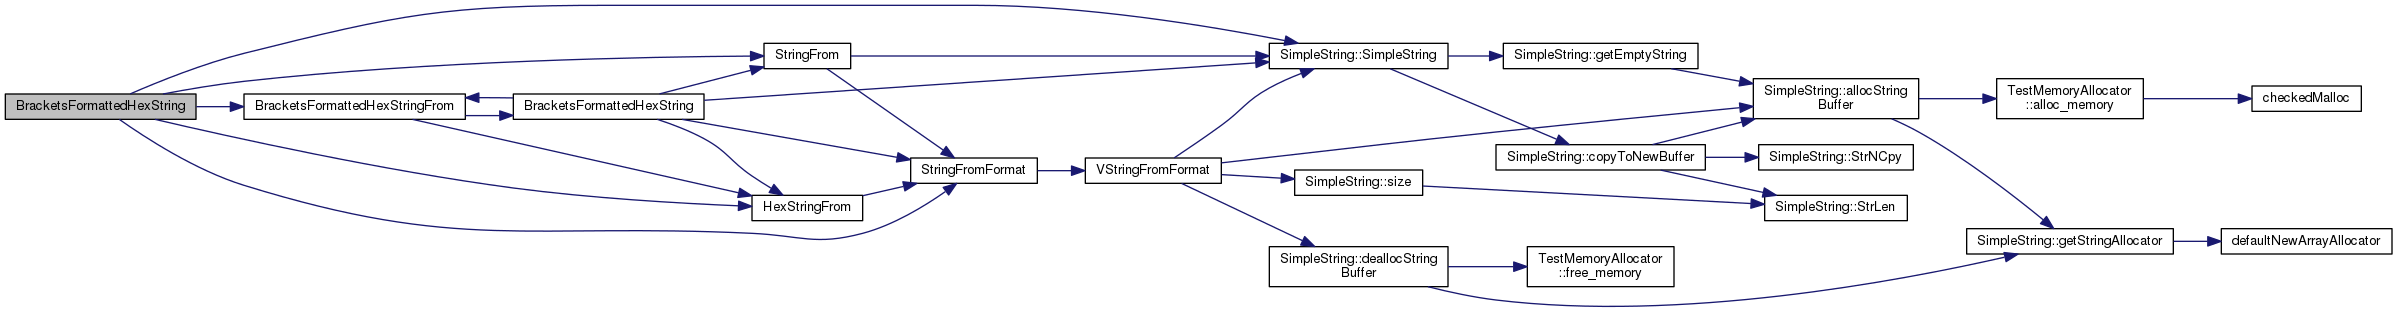 BracketsFormattedHexString
BracketsFormattedHexStringFrom
BracketsFormattedHexString
StringFrom
HexStringFrom
StringFromFormat
VStringFromFormat
SimpleString::SimpleString
SimpleString::size
SimpleString::deallocString
Buffer
SimpleString::getEmptyString
SimpleString::copyToNewBuffer
TestMemoryAllocator
::free_memory
SimpleString::allocString
Buffer
SimpleString::StrNCpy
SimpleString::StrLen
TestMemoryAllocator
::alloc_memory
SimpleString::getStringAllocator
checkedMalloc
defaultNewArrayAllocator